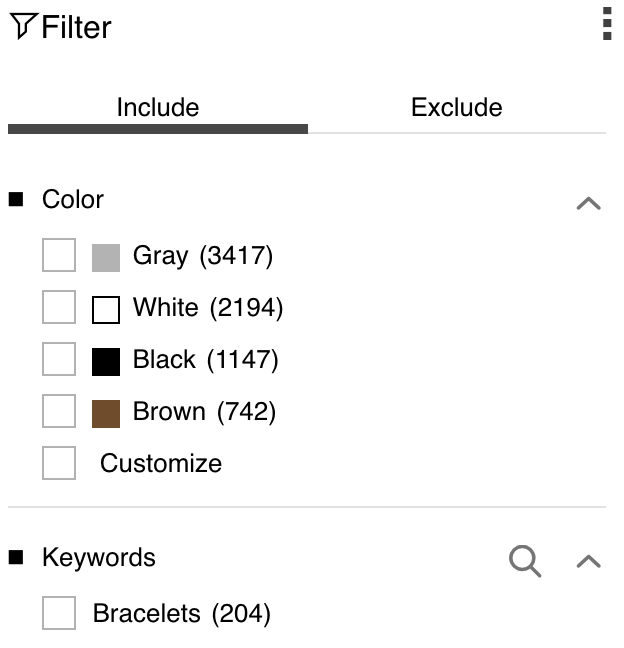 Filter
Include Exclude
Color
Gray (3417)
White (2194)
Black (1147)
Brown (742)
Customize
Keywords
Bracelets (204)